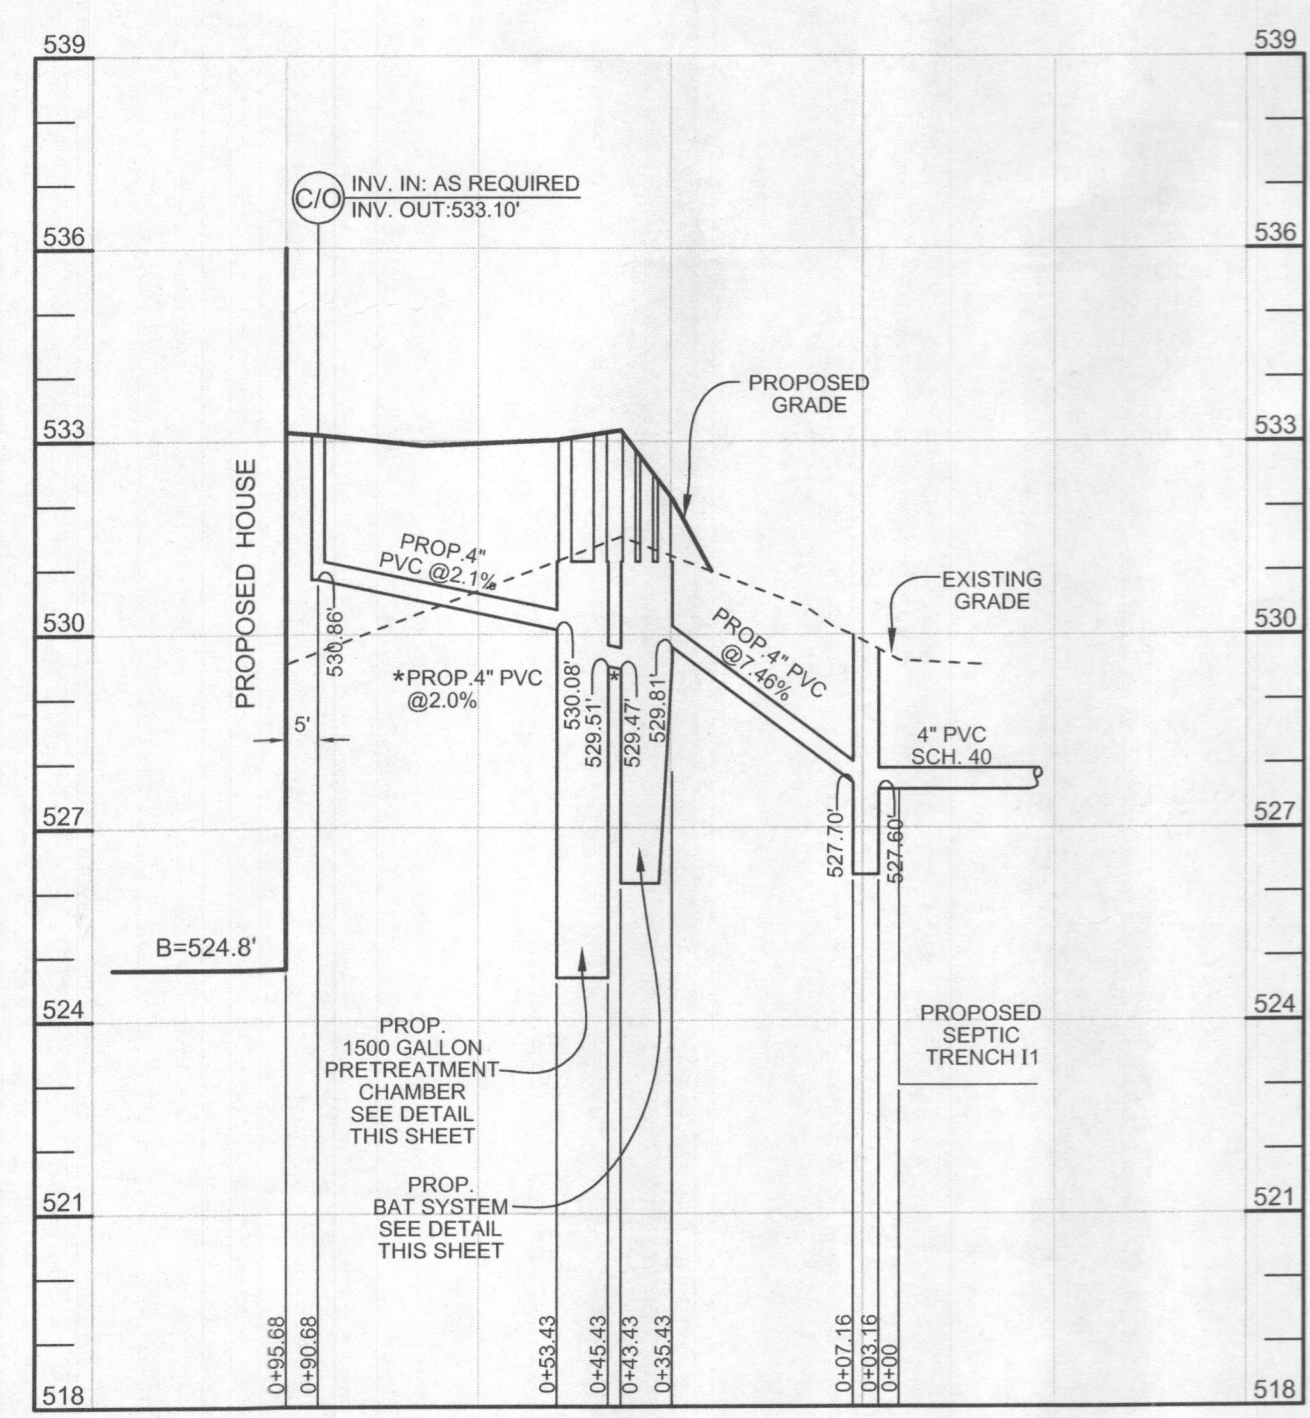 539
539
C/O
INV. IN: AS REQUIRED
INV. OUT:533.10'
536
536
PROPOSED
GRADE
533
533
PROPOSED HOUSE
PROP.4"
PVC @2.1%
EXISTING
GRADE
530
530
530.86'
PROP.4" PVC
@7.46%
*PROP.4" PVC
@2.0%
530.08'
529.51'
*
529.47'
529.81'
5'
4" PVC
SCH. 40
527
527
527.70'
527.60'
B=524.8'
524
524
PROP.
1500 GALLON
PRETREATMENT
CHAMBER
SEE DETAIL
THIS SHEET
PROPOSED
SEPTIC
TRENCH I1
PROP.
BAT SYSTEM
SEE DETAIL
THIS SHEET
521
521
0+95.68
0+90.68
0+53.43
0+45.43
0+43.43
0+35.43
0+07.16
0+03.16
0+00
518
518